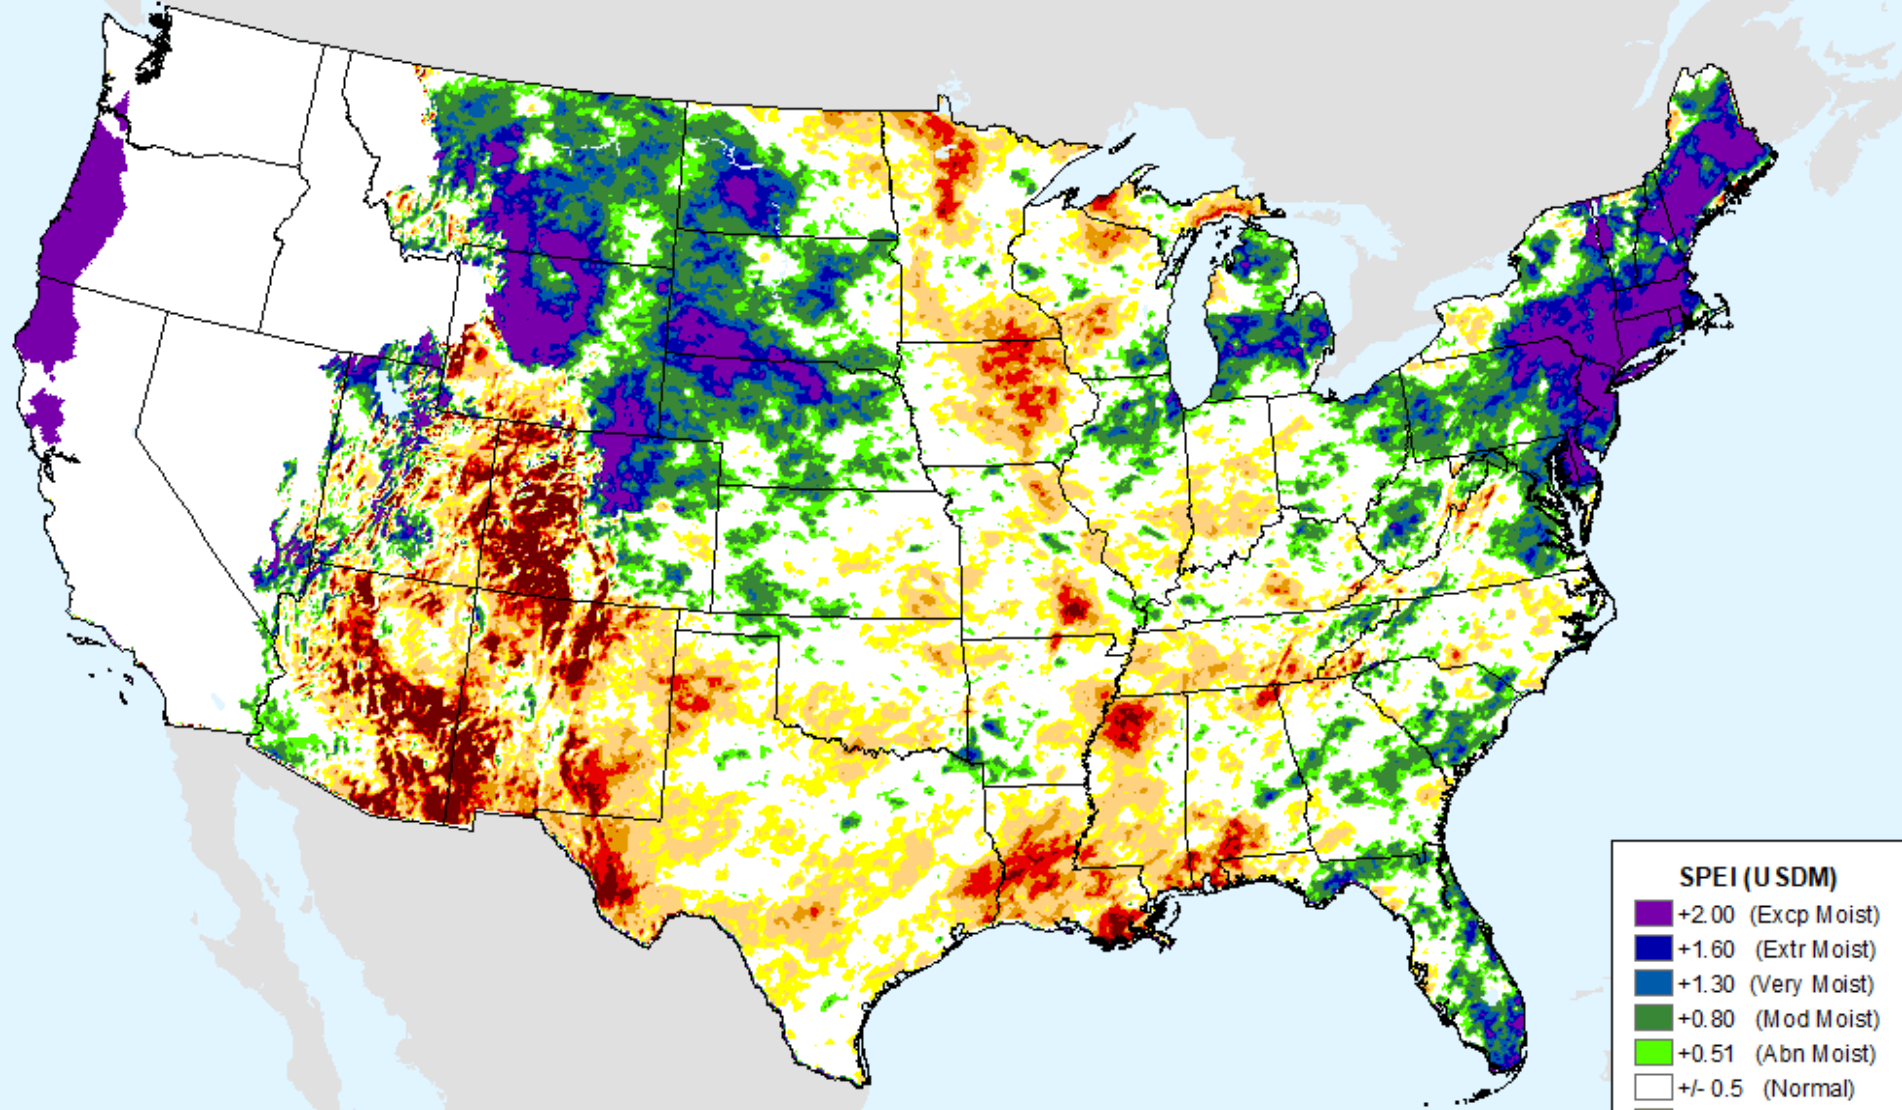 SPEI (USDM)
+2.00 (Excp Moist)
+1.60 (Extr Moist)
+1.30 (Very Moist)
+0.80 (Mod Moist)
+0.51 (Abn Moist)
+/- 0.5 (Normal)